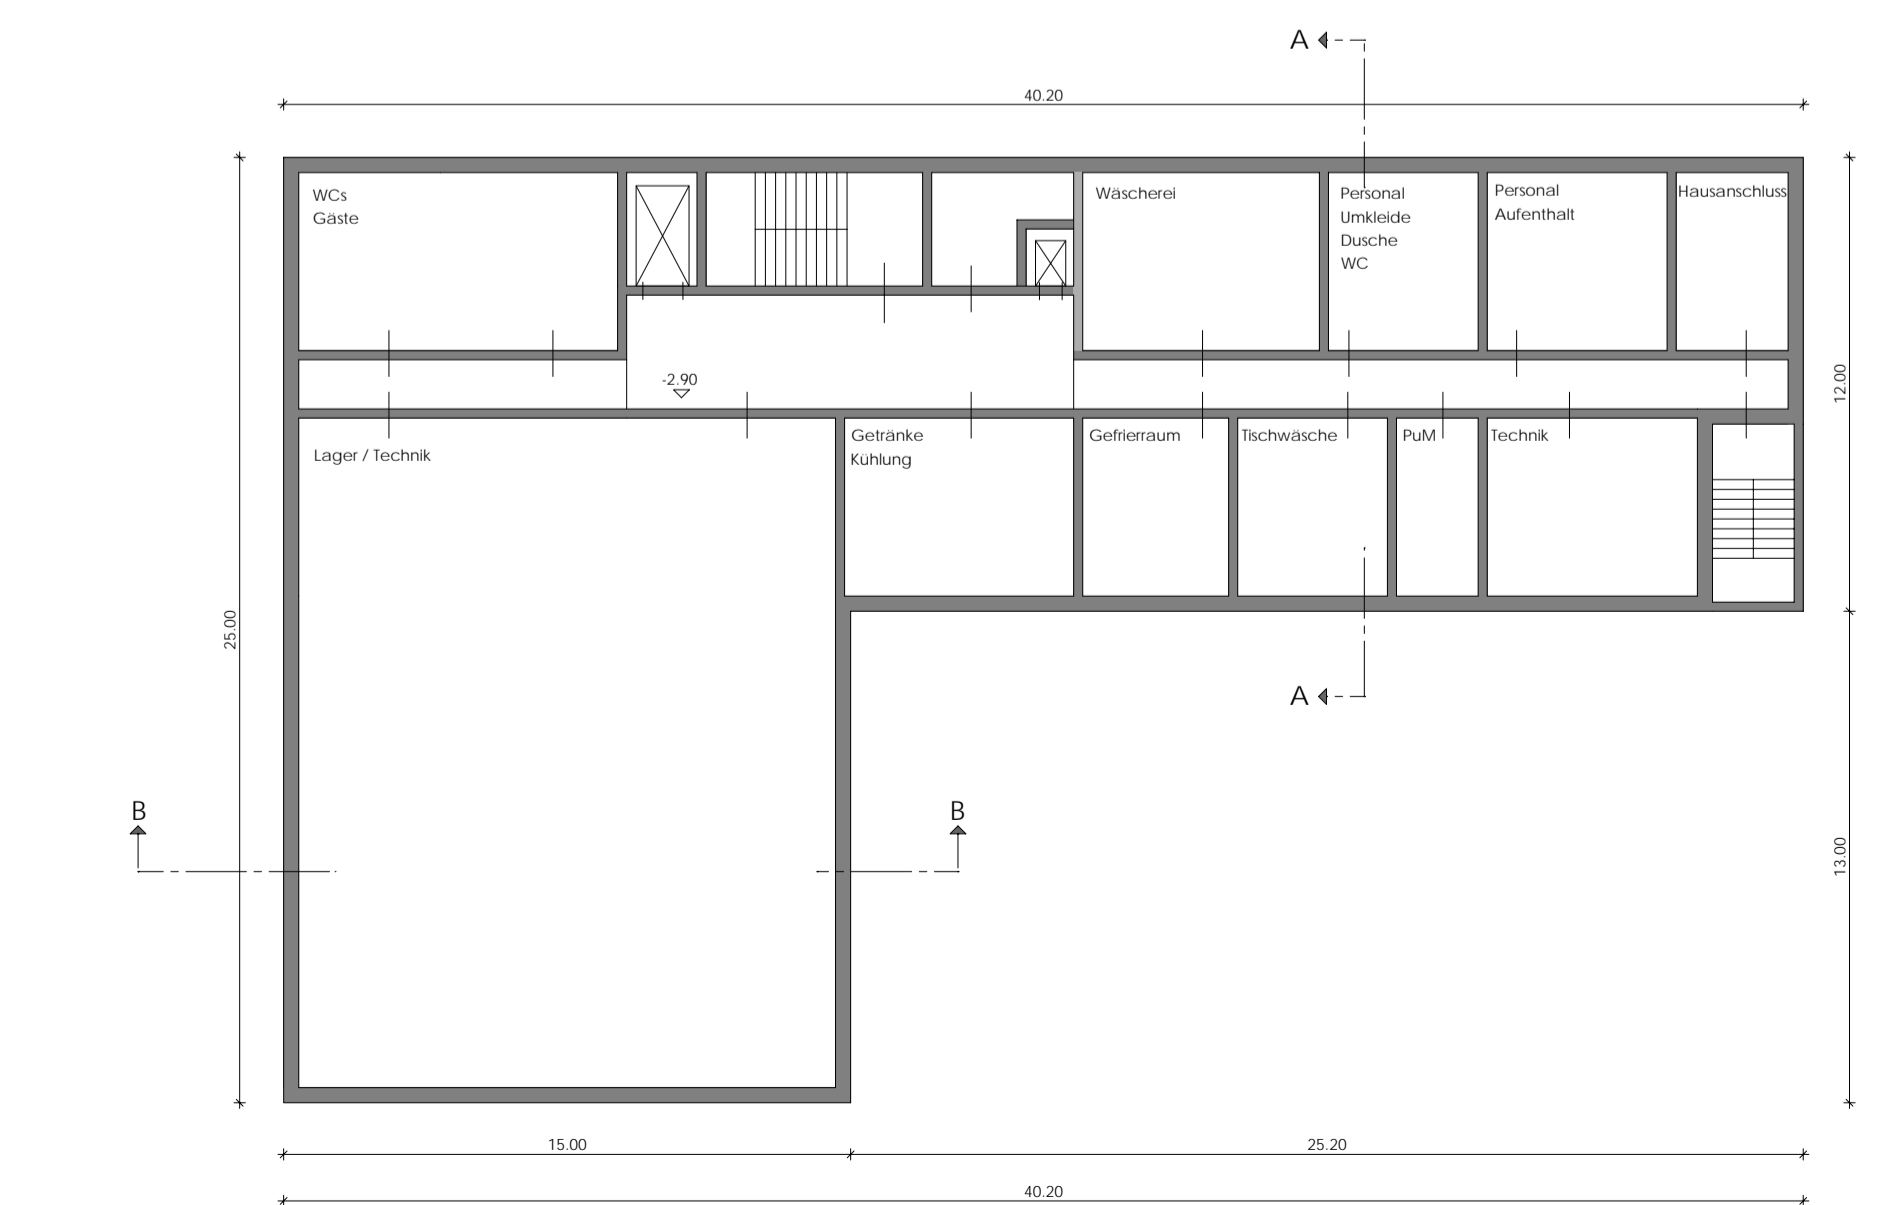 A
40.20
WCs
Gäste
Wäscherei
Personal
Umkleide
Dusche
WC
Personal
Aufenthalt
Hausanschluss
-2.90
12.00
Lager / Technik
Getränke
Kühlung
Gefrierraum
Tischwäsche
PuM
Technik
25.00
A
B
B
13.00
15.00
25.20
40.20